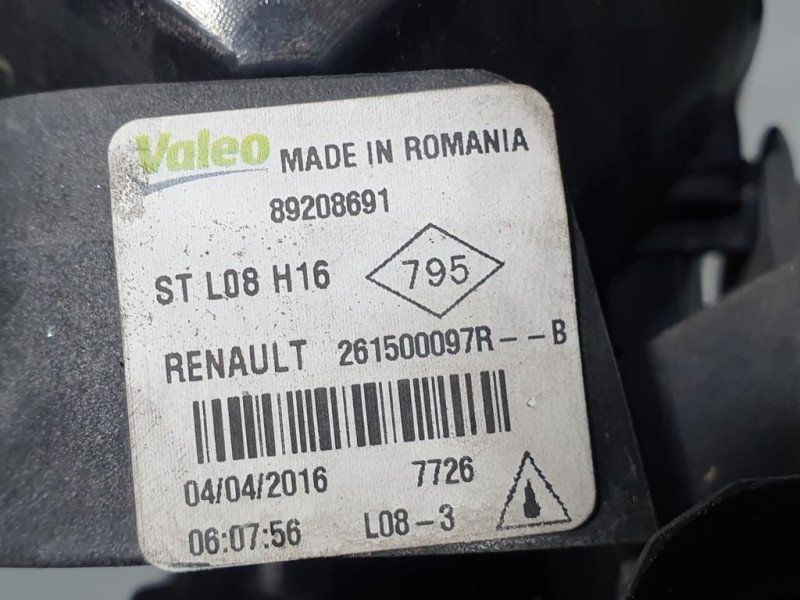 Valeo MADE IN ROMANIA
89208691
ST L08 H16 795
RENAULT 261500097R--B
04/04/2016 7726
06:07:56 L08-3